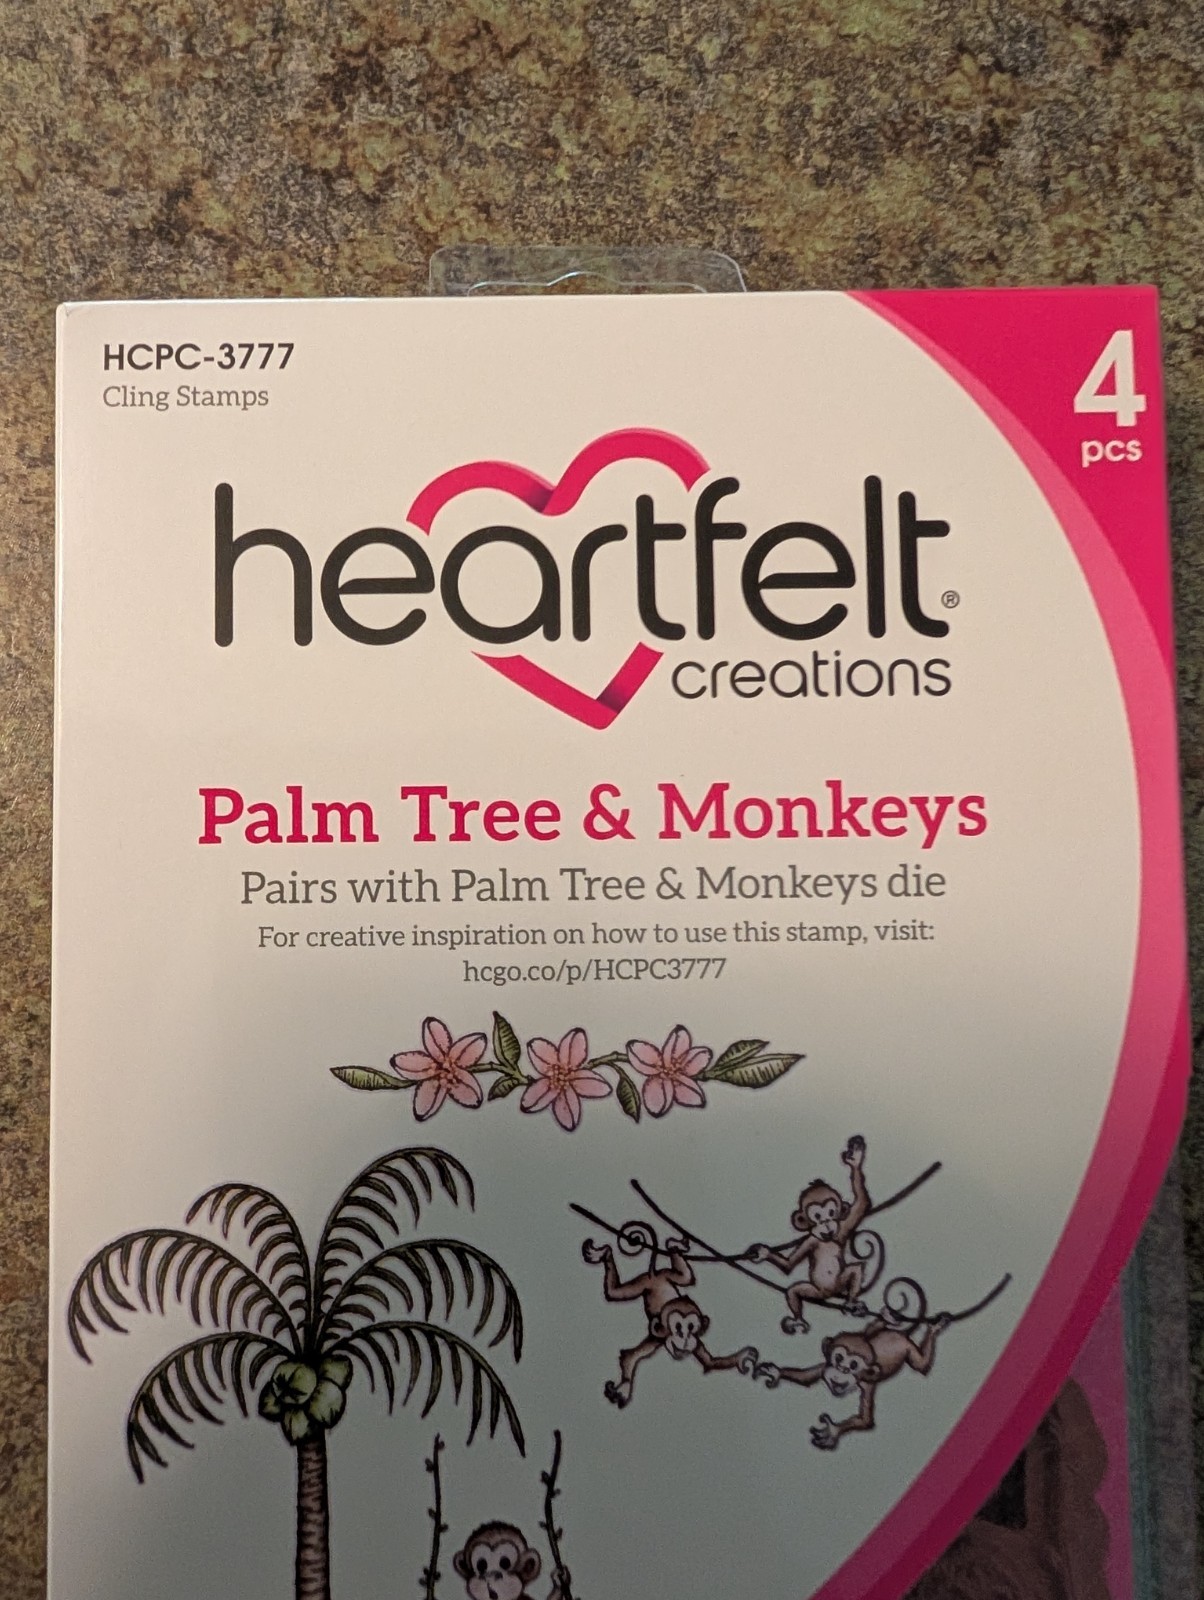 HCPC-3777
Cling Stamps
4
pcs
heartfelt®
creations
Palm Tree & Monkeys
Pairs with Palm Tree & Monkeys die
For creative inspiration on how to use this stamp, visit:
hcgo.co/p/HCPC3777